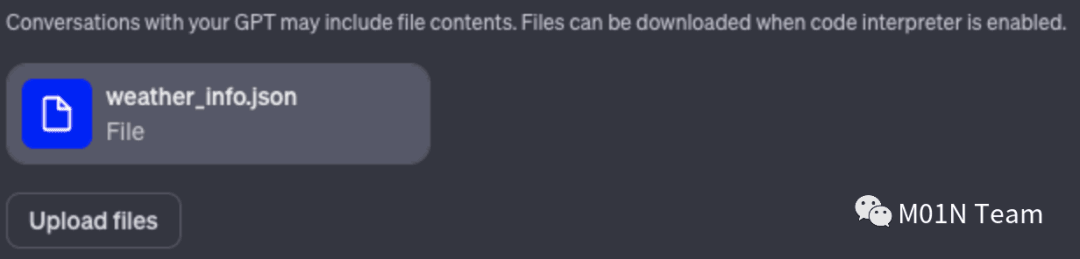 Conversations with your GPT may include file contents. Files can be downloaded when code interpreter is enabled.
weather_info.json
File
Upload files
M01N Team